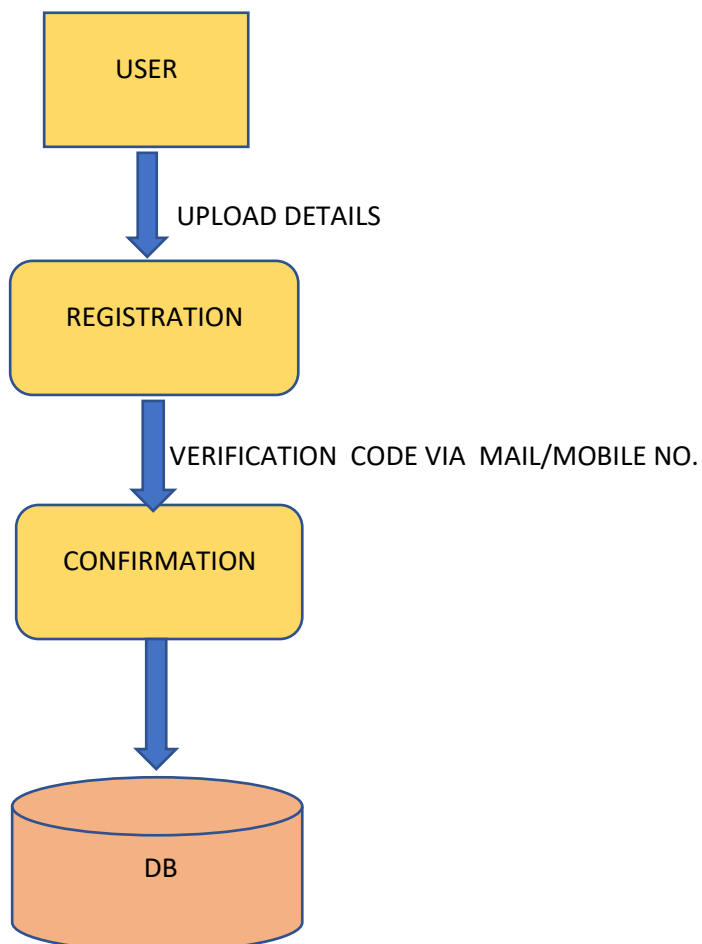 USER
UPLOAD DETAILS
REGISTRATION
VERIFICATION  CODE VIA  MAIL/MOBILE NO.
CONFIRMATION
DB